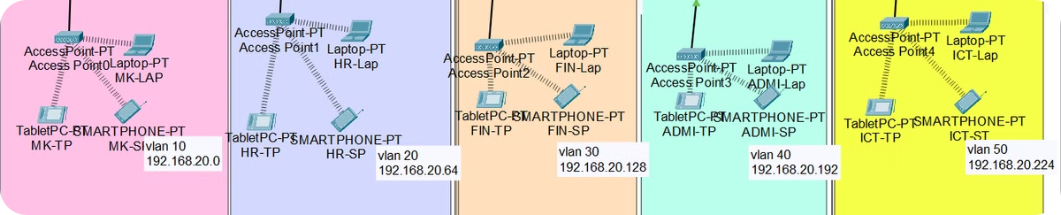 AccessPoint-PT
Access Point0
Laptop-PT
MK-LAP
TabletPC-PT
MK-TP
SMARTPHONE-PT
vlan 10
192.168.20.0
AccessPoint-PT
Access Point1
Laptop-PT
HR-Lap
TabletPC-PT
HR-TP
SMARTPHONE-PT
HR-SP
vlan 20
192.168.20.64
AccessPoint-PT
Access Point2
Laptop-PT
FIN-Lap
TabletPC-PT
FIN-TP
SMARTPHONE-PT
FIN-SP
vlan 30
192.168.20.128
AccessPoint-PT
Access Point3
Laptop-PT
ADMI-Lap
TabletPC-PT
ADMI-TP
SMARTPHONE-PT
ADMI-SP
vlan 40
192.168.20.192
AccessPoint-PT
Access Point4
Laptop-PT
ICT-Lap
TabletPC-PT
ICT-TP
SMARTPHONE-PT
ICT-ST
vlan 50
192.168.20.224